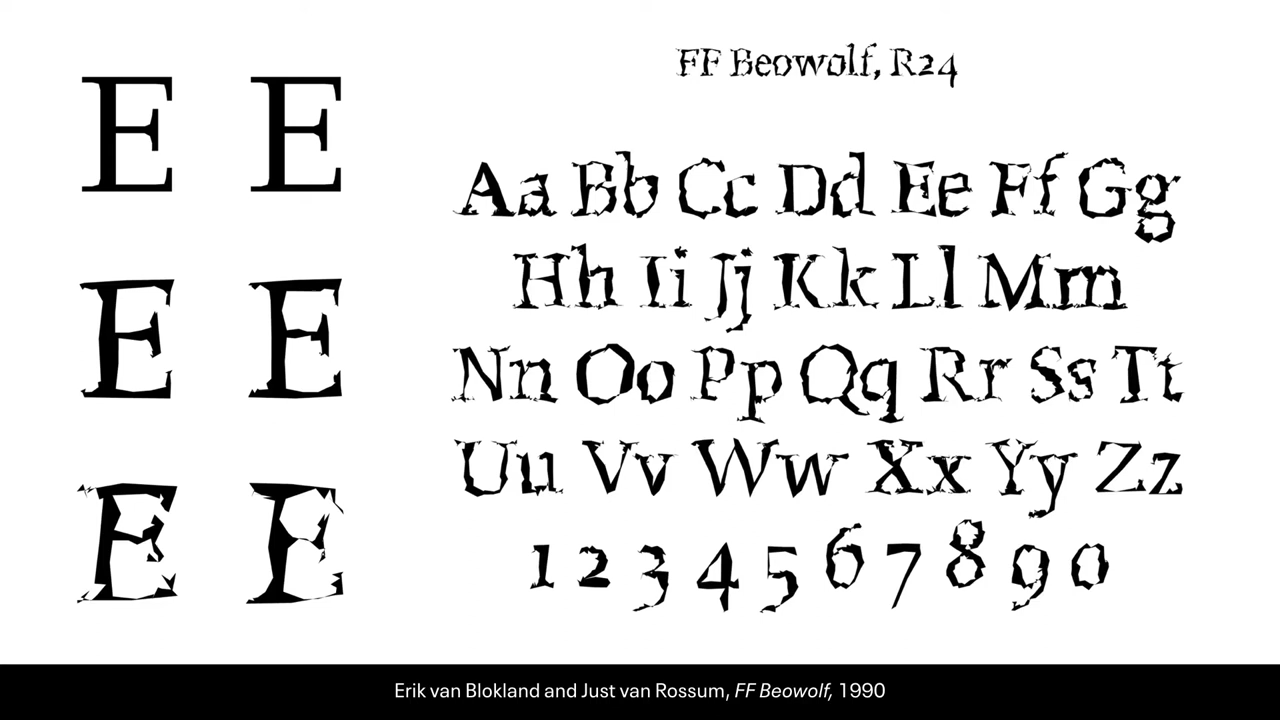 E E
E E
E E
FF Beowolf, R24
Aa Bb Cc Dd Ee Ff Gg
Hh Ii Jj Kk Ll Mm
Nn Oo Pp Qq Rr Ss Tt
Uu Vv Ww Xx Yy Zz
1 2 3 4 5 6 7 8 9 0
Erik van Blokland and Just van Rossum, FF Beowolf, 1990